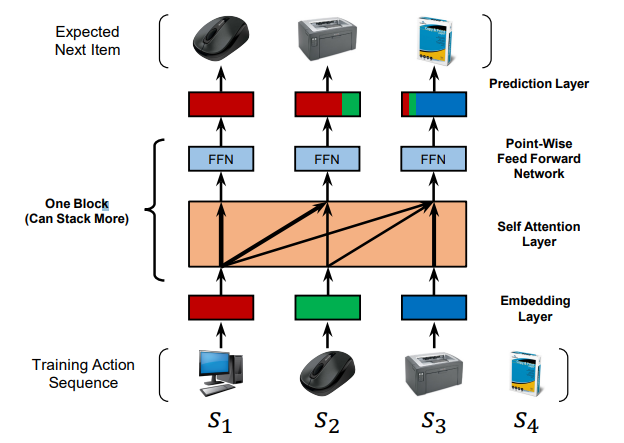 Expected
Next Item
Prediction Layer
FFN
FFN
FFN
Point-Wise
Feed Forward
Network
One Block
(Can Stack More)
Self Attention
Layer
Embedding
Layer
Training Action
Sequence
S1
S2
S3
S4